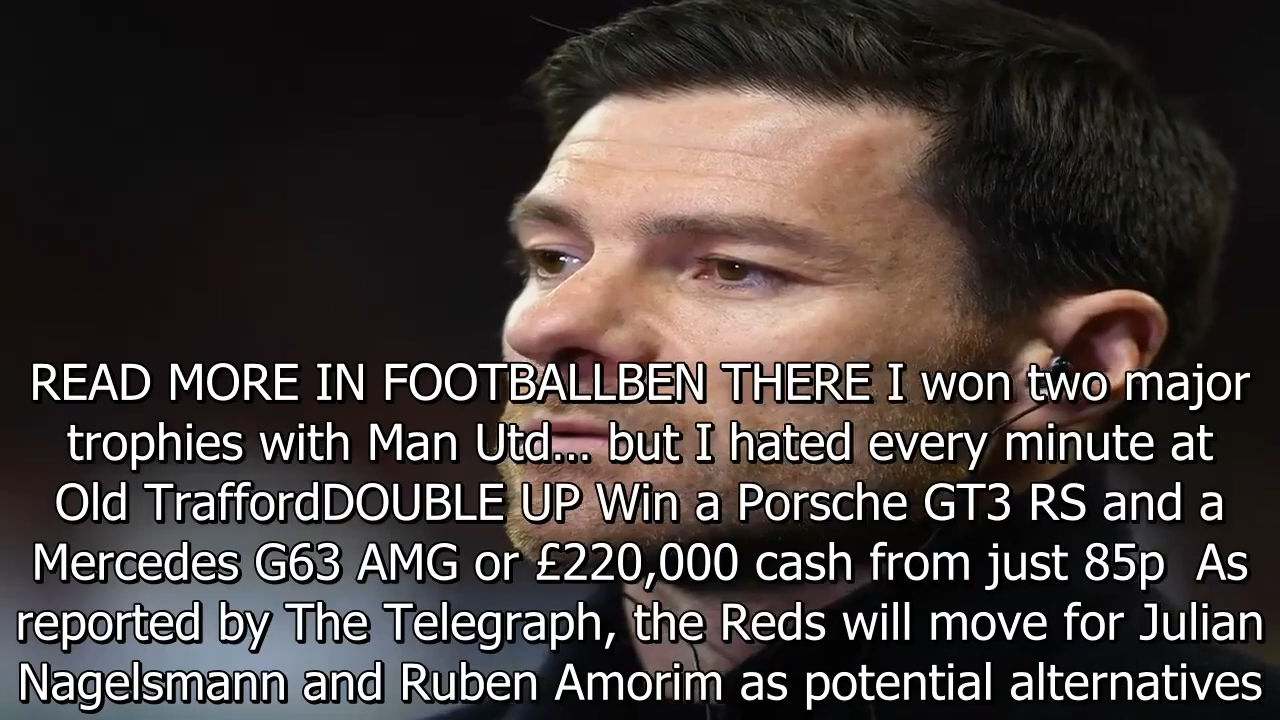 READ MORE IN FOOTBALLBEN THERE I won two major
trophies with Man Utd... but I hated every minute at
Old TraffordDOUBLE UP Win a Porsche GT3 RS and a
Mercedes G63 AMG or £220,000 cash from just 85p  As
reported by The Telegraph, the Reds will move for Julian
Nagelsmann and Ruben Amorim as potential alternatives